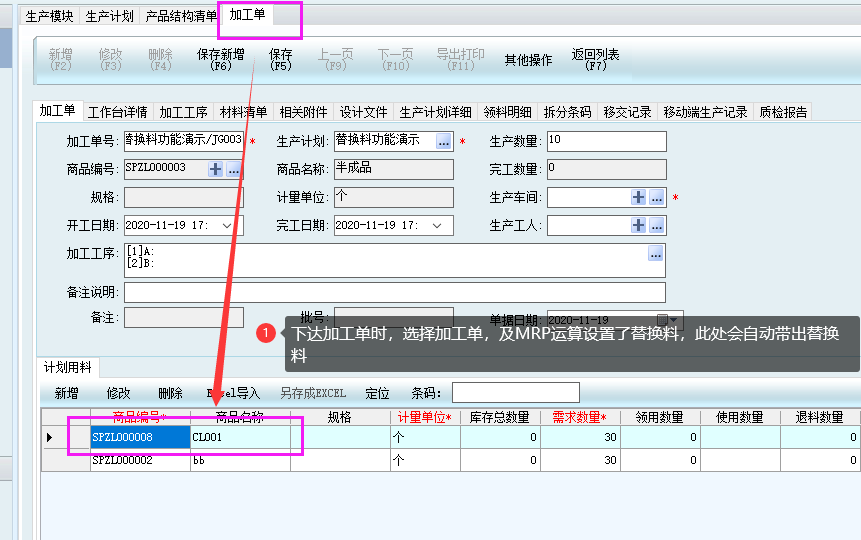 生产模块 生产计划 产品结构清单 加工单
新增 修改 删除 保存新增 保存 上一页 下一页 导出打印 其他操作 返回列表
(F2) (F3) (F4) (F6) (F5) (F9) (F10) (F11) (F7)
加工单 工作台详情 加工工序 材料清单 相关附件 设计文件 生产计划详细 领料明细 拆分条码 移交记录 移动端生产记录 质检报告
加工单号: 替换料功能演示/JG003 * 生产计划: 替换料功能演示 ... * 生产数量: 10
商品编号: SPZL000003 + ... 商品名称: 半成品 完工数量: 0
规格: 计量单位: 个 生产车间: + ... *
开工日期: 2020-11-19 17: 完工日期: 2020-11-19 17: 生产工人: + ...
加工工序: [1]A: ...
[2]B:
备注说明:
备注: 批号: 单据日期: 2020-11-19
1 下达加工单时，选择加工单，及MRP运算设置了替换料，此处会自动带出替换
料
计划用料
新增 修改 删除 Excel导入 另存成EXCEL 定位 条码:
商品编号* 商品名称 规格 计量单位* 库存总数量 需求数量* 领用数量 使用数量 退料数量
SPZL000008 CL001 个 0 30 0 0
SPZL000002 bb 个 0 30 0 0